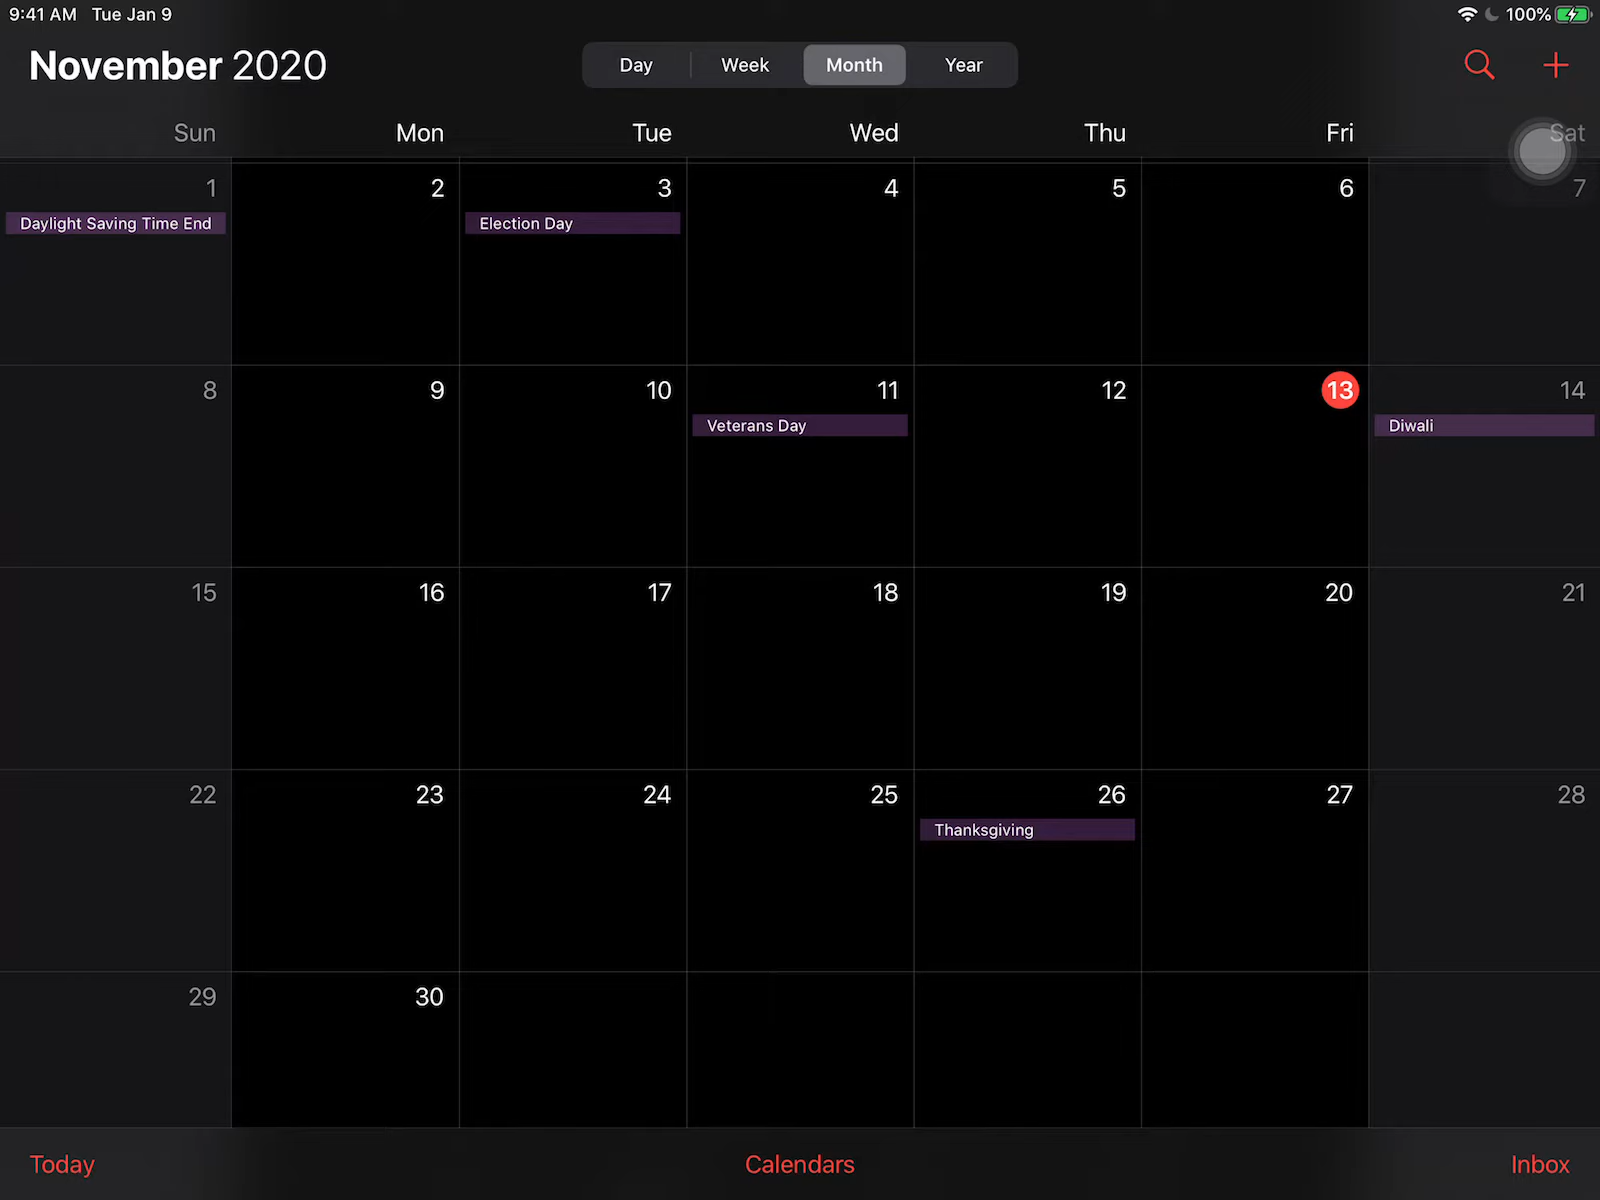 9:41 AM Tue Jan 9 100%
November 2020 Day Week Month Year
Sun Mon Tue Wed Thu Fri Sat
1 2 3 4 5 6 7
Daylight Saving Time End Election Day
8 9 10 11 12 13 14
Veterans Day Diwali
15 16 17 18 19 20 21
22 23 24 25 26 27 28
Thanksgiving
29 30
Today Calendars Inbox